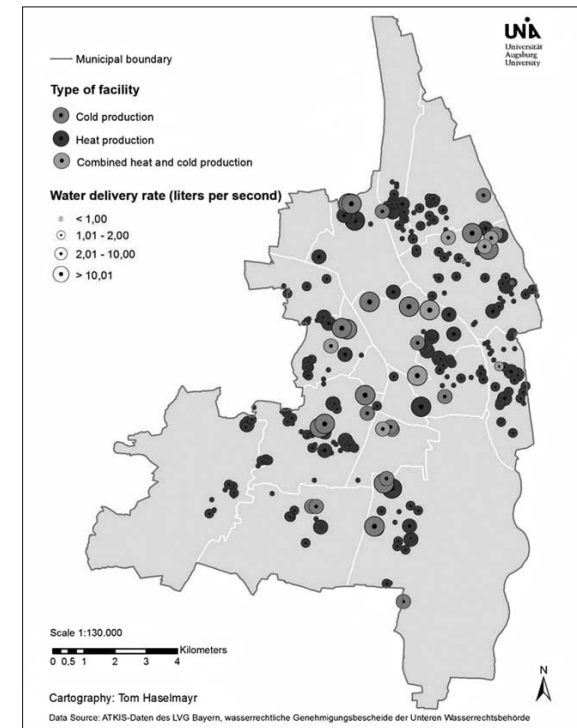 UNIA
Universität
Augsburg
University
Municipal boundary
Type of facility
Cold production
Heat production
Combined heat and cold production
Water delivery rate (liters per second)
< 1,00
1,01 - 2,00
2,01 - 10,00
> 10,01
Scale 1:130.000
Kilometers
0 0,5 1 2 3 4
N
Cartography: Tom Haselmayr
Data Source: ATKIS-Daten des LVG Bayern, wasserrechtliche Genehmigungsbescheide der Unteren Wasserrechtsbehörde